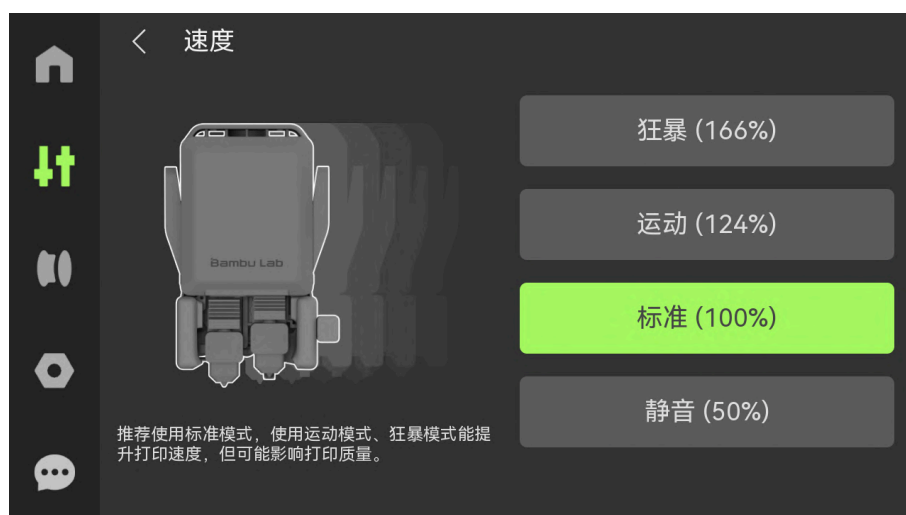 速度
Bambu Lab
推荐使用标准模式，使用运动模式、狂暴模式能提
升打印速度，但可能影响打印质量。
狂暴 (166%)
运动 (124%)
标准 (100%)
静音 (50%)